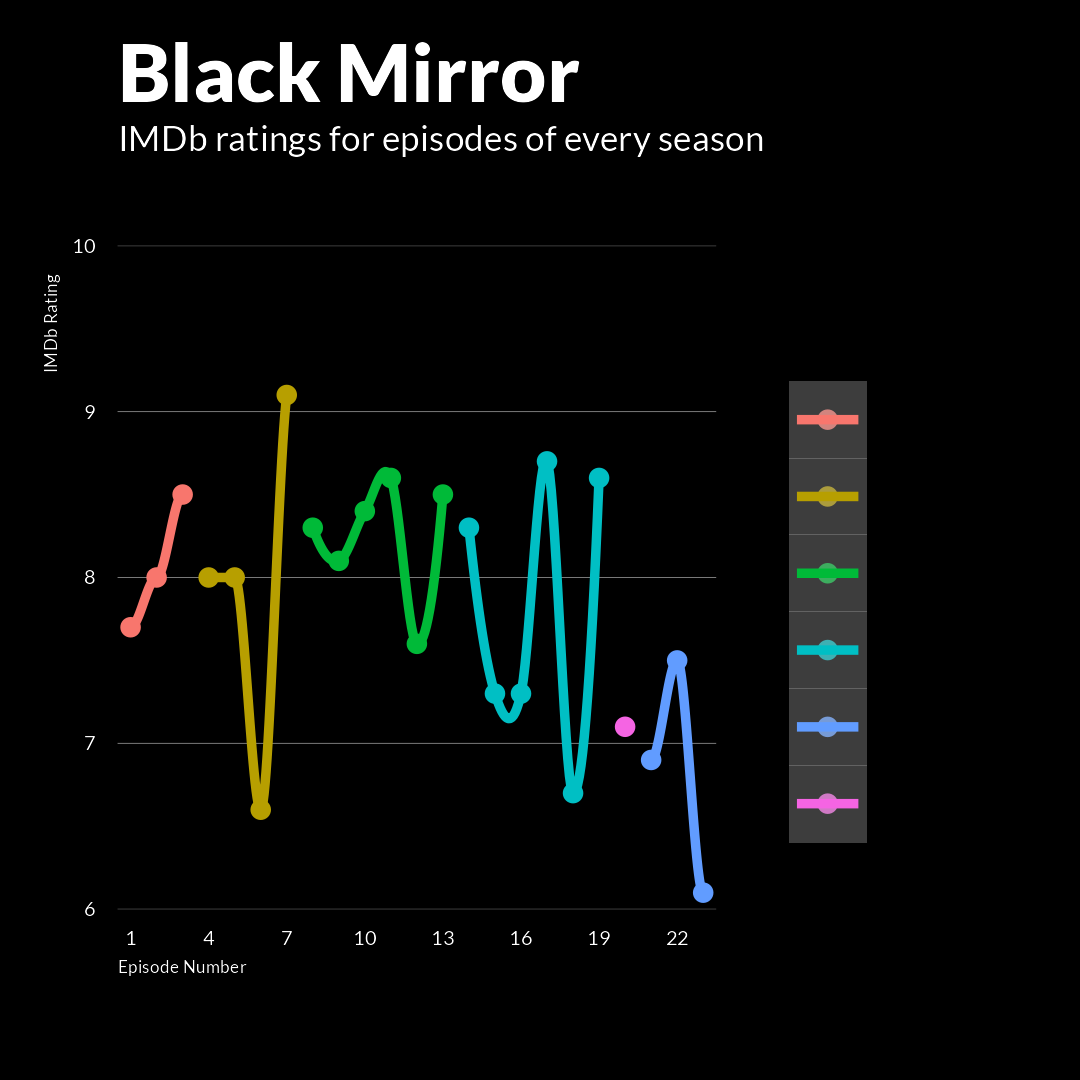 Black Mirror
IMDb ratings for episodes of every season
IMDb Rating
10
9
8
7
6
1 4 7 10 13 16 19 22
Episode Number